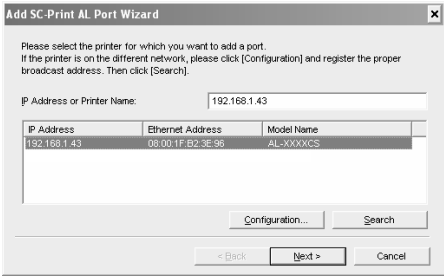 Add SC-Print AL Port Wizard
Please select the printer for which you want to add a port.
If the printer is on the different network, please click [Configuration] and register the proper
broadcast address. Then click [Search].
IP Address or Printer Name:
192.168.1.43
IP Address Ethernet Address Model Name
192.168.1.43 08:00:1F:B2:3E:96 AL-XXXXCS
Configuration... Search
< Back Next > Cancel